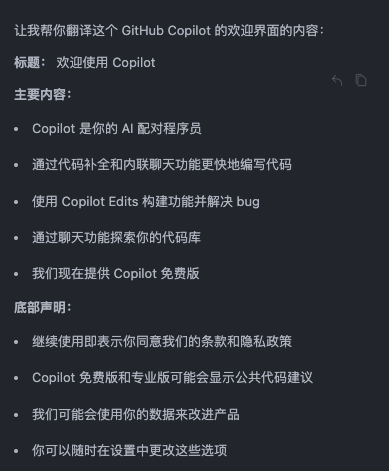 让我帮你翻译这个 GitHub Copilot 的欢迎界面的内容：
标题： 欢迎使用 Copilot
主要内容：
• Copilot 是你的 AI 配对程序员
• 通过代码补全和内联聊天功能更快地编写代码
• 使用 Copilot Edits 构建功能并解决 bug
• 通过聊天功能探索你的代码库
• 我们现在提供 Copilot 免费版
底部声明：
• 继续使用即表示你同意我们的条款和隐私政策
• Copilot 免费版和专业版可能会显示公共代码建议
• 我们可能会使用你的数据来改进产品
• 你可以随时在设置中更改这些选项